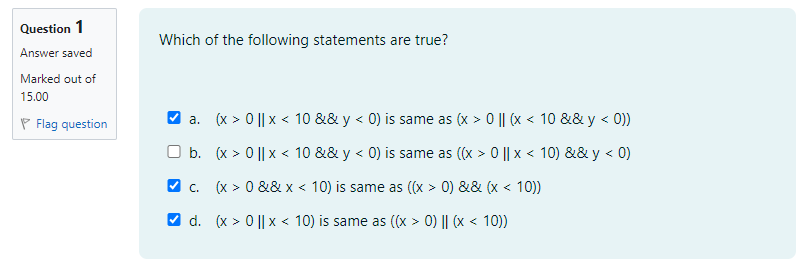 Question 1
Answer saved
Marked out of
15.00
Flag question
Which of the following statements are true?
a. (x > 0 || x < 10 && y < 0) is same as (x > 0 || (x < 10 && y < 0))
b. (x > 0 || x < 10 && y < 0) is same as ((x > 0 || x < 10) && y < 0)
c. (x > 0 && x < 10) is same as ((x > 0) && (x < 10))
d. (x > 0 || x < 10) is same as ((x > 0) || (x < 10))